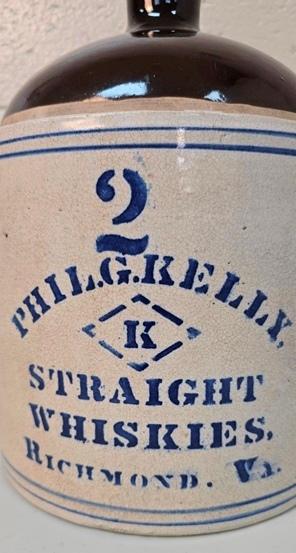 2
PHIL.G.KELLY,
K
STRAIGHT
WHISKIES,
RICHMOND. VA.